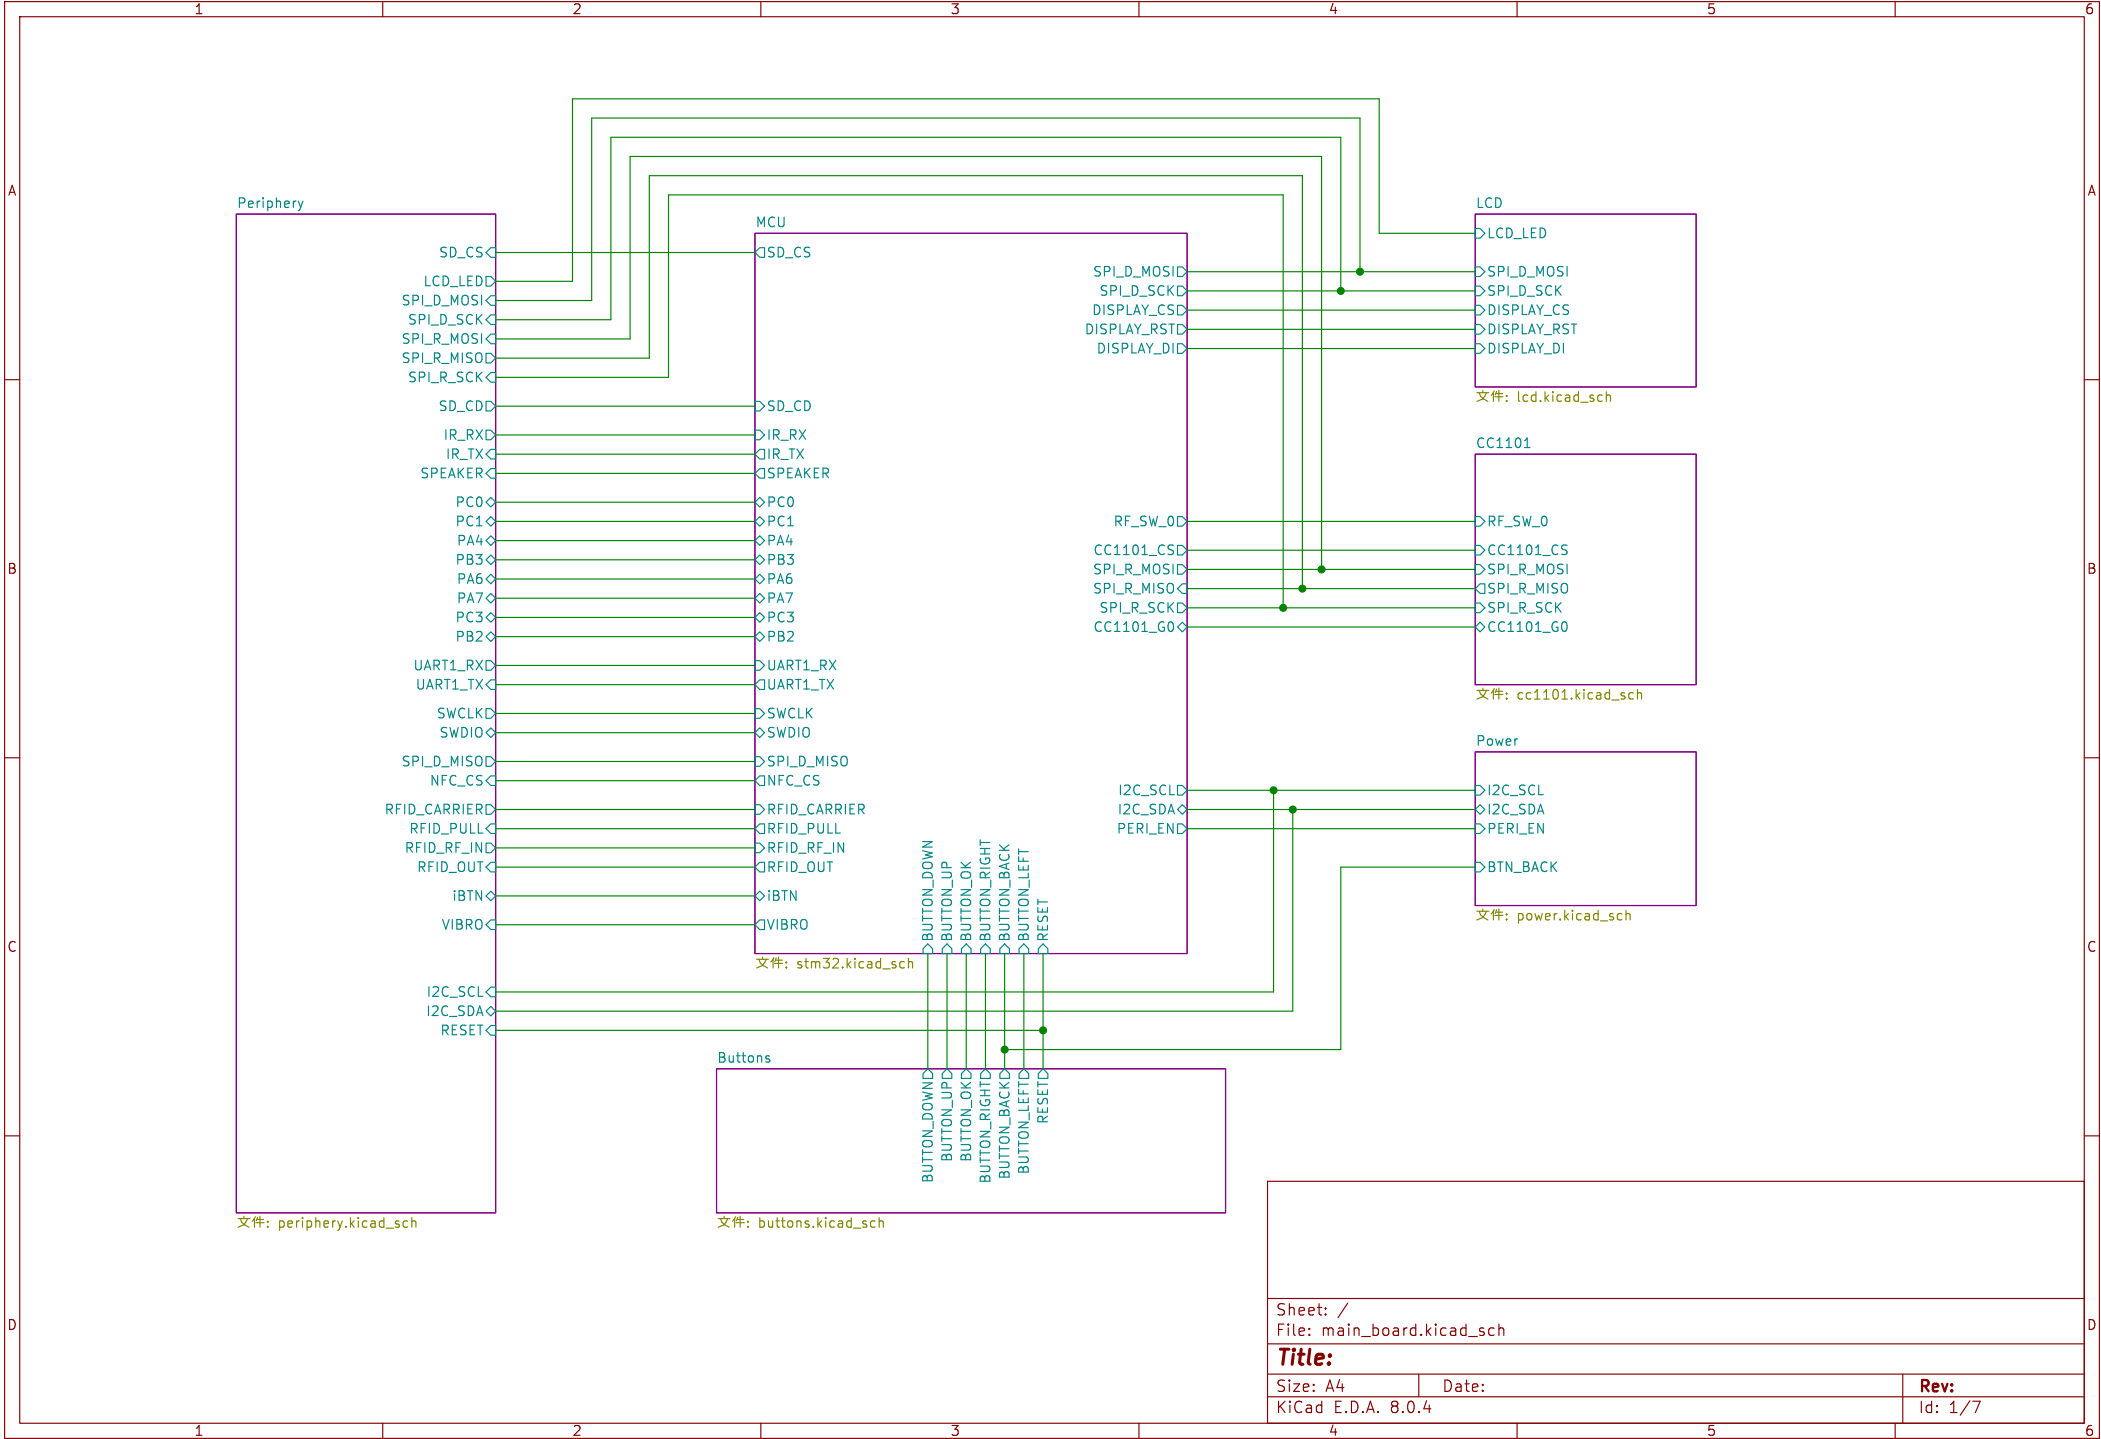 1 2 3 4 5 6
A
B
C
D
A
B
C
D
1 2 3 4 5 6
Periphery
SD_CS
LCD_LED
SPI_D_MOSI
SPI_D_SCK
SPI_R_MOSI
SPI_R_MISO
SPI_R_SCK
SD_CD
IR_RX
IR_TX
SPEAKER
PC0
PC1
PA4
PB3
PA6
PA7
PC3
PB2
UART1_RX
UART1_TX
SWCLK
SWDIO
SPI_D_MISO
NFC_CS
RFID_CARRIER
RFID_PULL
RFID_RF_IN
RFID_OUT
iBTN
VIBRO
I2C_SCL
I2C_SDA
RESET
文件: periphery.kicad_sch
MCU
SD_CS
SD_CD
IR_RX
IR_TX
SPEAKER
PC0
PC1
PA4
PB3
PA6
PA7
PC3
PB2
UART1_RX
UART1_TX
SWCLK
SWDIO
SPI_D_MISO
NFC_CS
RFID_CARRIER
RFID_PULL
RFID_RF_IN
RFID_OUT
iBTN
VIBRO
SPI_D_MOSI
SPI_D_SCK
DISPLAY_CS
DISPLAY_RST
DISPLAY_DI
RF_SW_0
CC1101_CS
SPI_R_MOSI
SPI_R_MISO
SPI_R_SCK
CC1101_G0
I2C_SCL
I2C_SDA
PERI_EN
BUTTON_DOWN
BUTTON_UP
BUTTON_OK
BUTTON_RIGHT
BUTTON_BACK
BUTTON_LEFT
RESET
文件: stm32.kicad_sch
Buttons
BUTTON_DOWN
BUTTON_UP
BUTTON_OK
BUTTON_RIGHT
BUTTON_BACK
BUTTON_LEFT
RESET
文件: buttons.kicad_sch
LCD
LCD_LED
SPI_D_MOSI
SPI_D_SCK
DISPLAY_CS
DISPLAY_RST
DISPLAY_DI
文件: lcd.kicad_sch
CC1101
RF_SW_0
CC1101_CS
SPI_R_MOSI
SPI_R_MISO
SPI_R_SCK
CC1101_G0
文件: cc1101.kicad_sch
Power
I2C_SCL
I2C_SDA
PERI_EN
BTN_BACK
文件: power.kicad_sch
Sheet: /
File: main_board.kicad_sch
Title:
Size: A4 Date: Rev:
KiCad E.D.A. 8.0.4 Id: 1/7